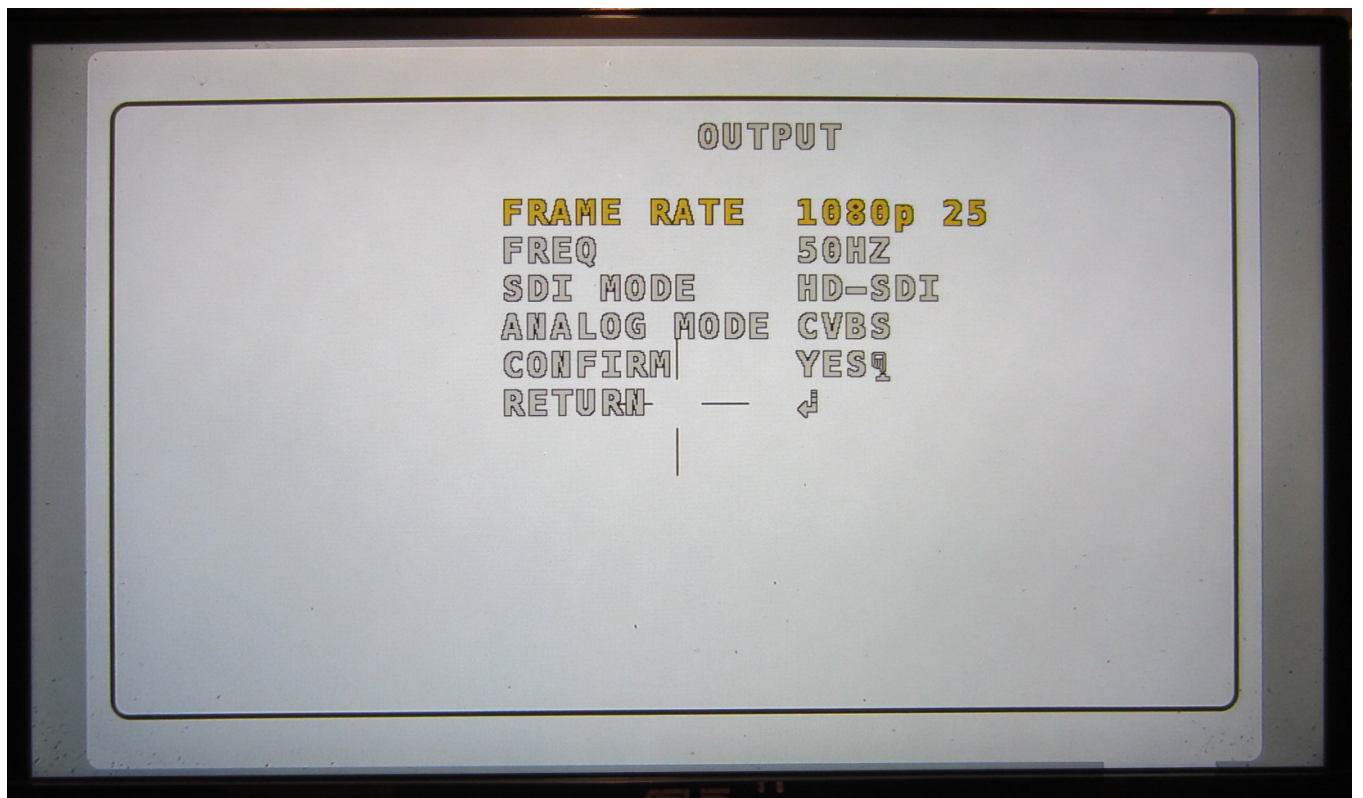 OUTPUT
FRAME RATE 1080p 25
FREQ 50HZ
SDI MODE HD-SDI
ANALOG MODE CVBS
CONFIRM YES
RETURN